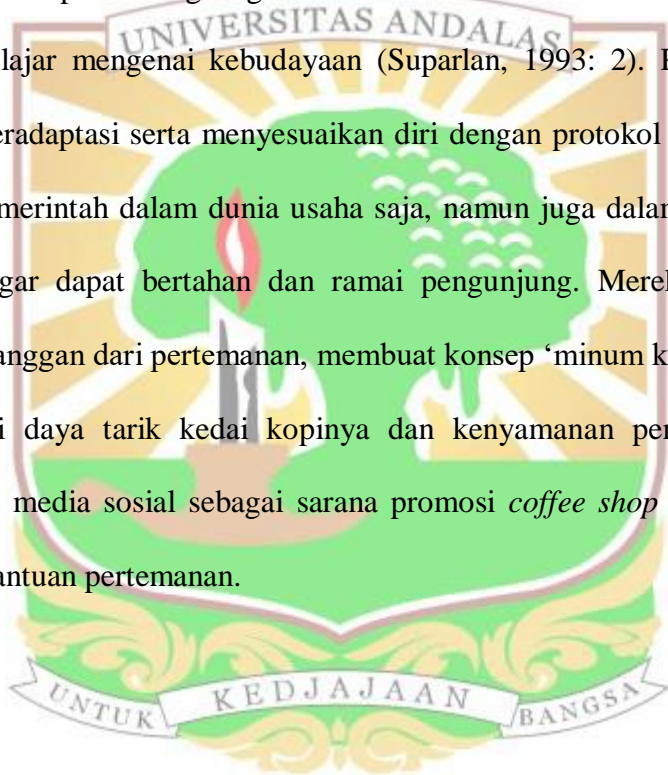 UNIVERSITAS ANDALAS
lajar mengenai kebudayaan (Suparlan, 1993: 2).
eradaptasi serta menyesuaikan diri dengan protokol
merintah dalam dunia usaha saja, namun juga dalam
gar dapat bertahan dan ramai pengunjung.
anggan dari pertemanan, membuat konsep ‘minum
i daya tarik kedai kopinya dan kenyamanan
media sosial sebagai sarana promosi coffee shop
antuan pertemanan.
UNTUK KEDJAJAAN BANGSA